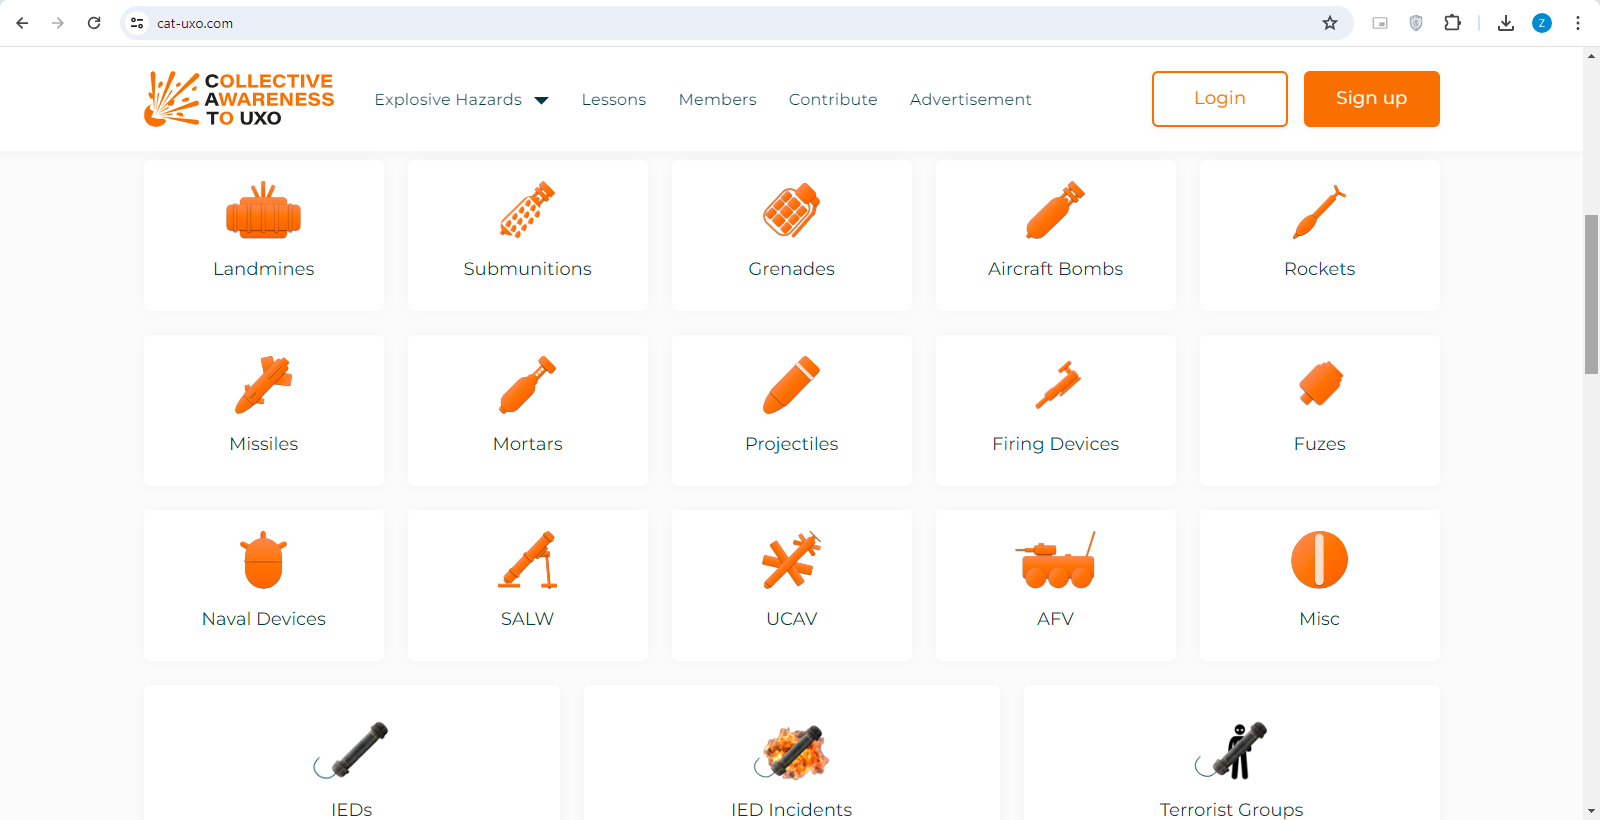 cat-uxo.com
Z
COLLECTIVE
AWARENESS
TO UXO
Explosive Hazards
Lessons
Members
Contribute
Advertisement
Login
Sign up
Landmines
Submunitions
Grenades
Aircraft Bombs
Rockets
Missiles
Mortars
Projectiles
Firing Devices
Fuzes
Naval Devices
SALW
UCAV
AFV
Misc
IEDs
IED Incidents
Terrorist Groups